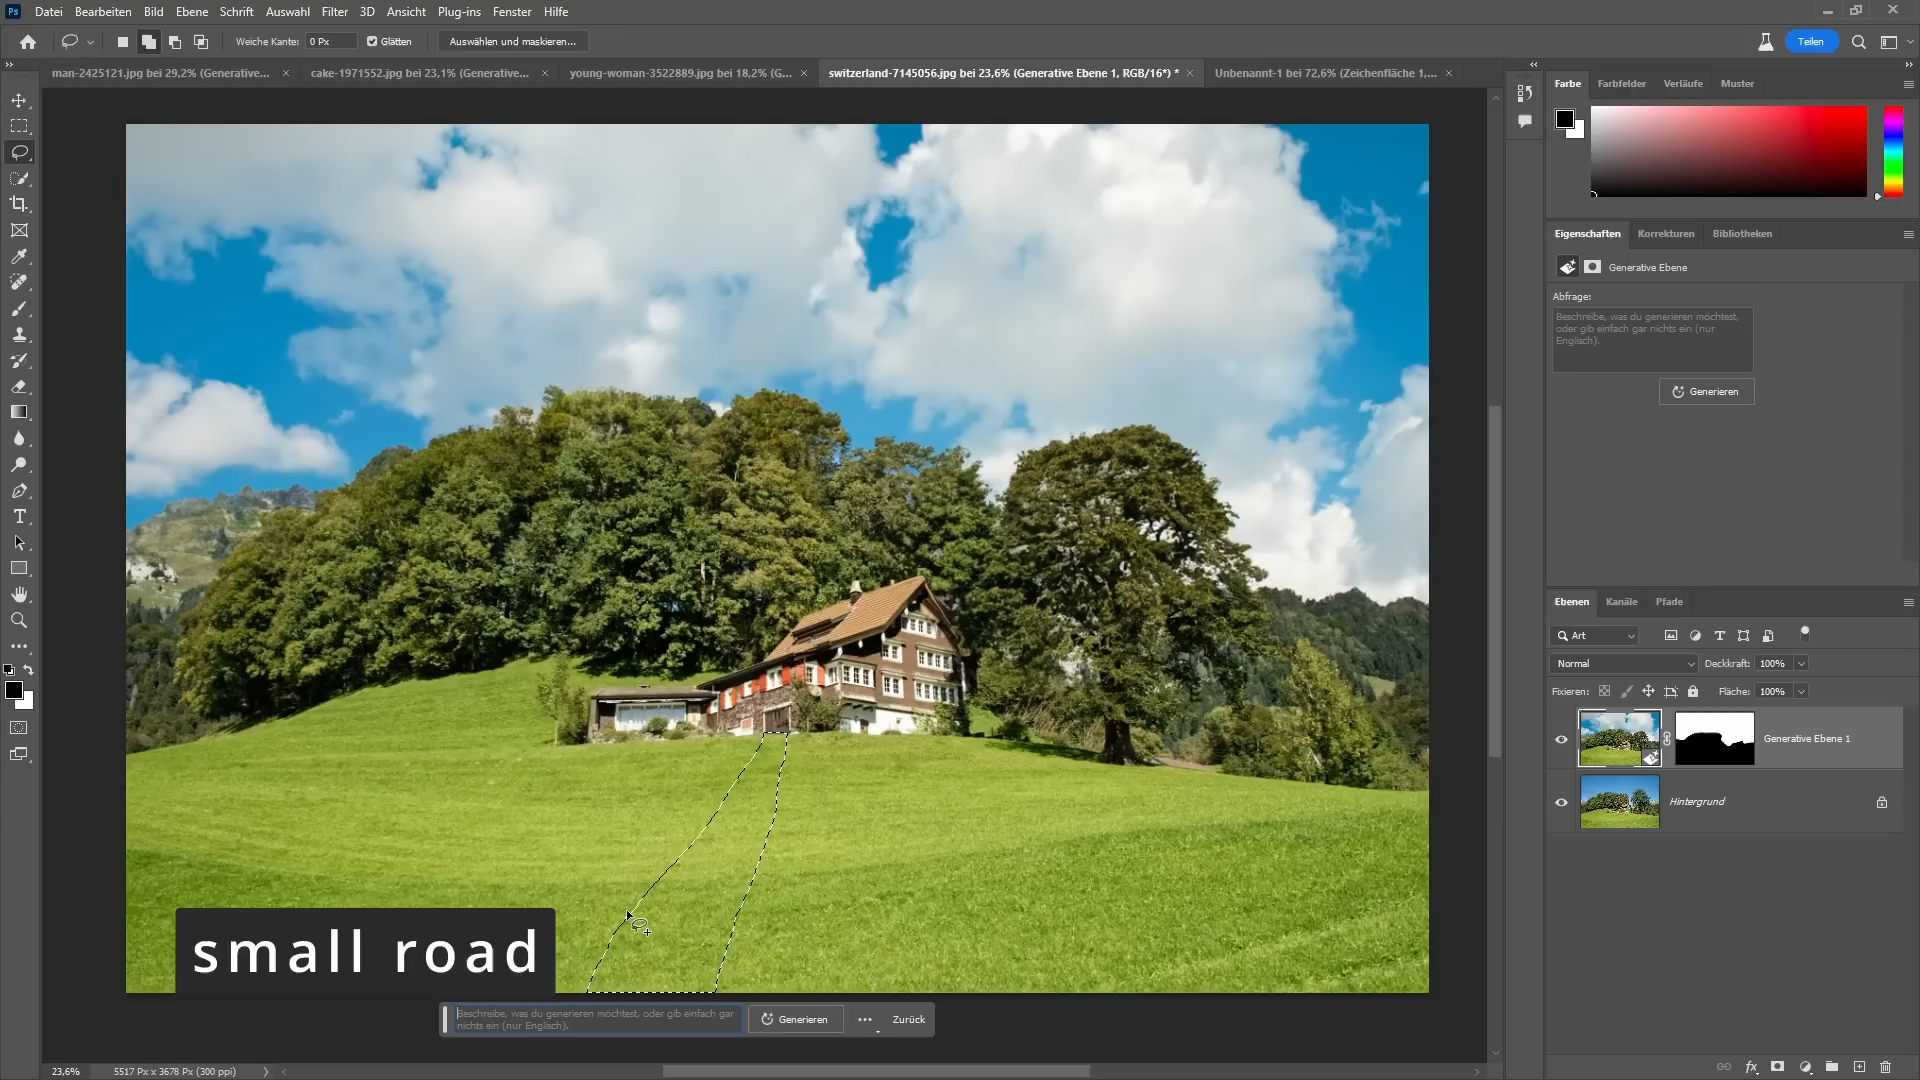 Ps Datei Bearbeiten Bild Ebene Schrift Auswahl Filter 3D Ansicht Plug-ins Fenster Hilfe
Weiche Kante: 0 Px Glätten Auswählen und maskieren... Teilen
man-2425121.jpg bei 29,2% (Generative... cake-1971552.jpg bei 23,1% (Generative... young-woman-3522889.jpg bei 18,2% (G... switzerland-7145056.jpg bei 23,6% (Generative Ebene 1, RGB/16*) * Unbenannt-1 bei 72,6% (Zeichenfläche 1,...
Farbe Farbfelder Verläufe Muster
Eigenschaften Korrekturen Bibliotheken
Generative Ebene
Abfrage:
Beschreibe, was du generieren möchtest,
oder gib einfach gar nichts ein (nur
Englisch).
Generieren
Ebenen Kanäle Pfade
Art
Normal Deckkraft: 100%
Fixieren: Fläche: 100%
Generative Ebene 1
Hintergrund
small road
Beschreibe, was du generieren möchtest, oder gib einfach gar
nichts ein (nur Englisch).
Generieren
Zurück
23,6% 5517 Px x 3678 Px (300 ppi)